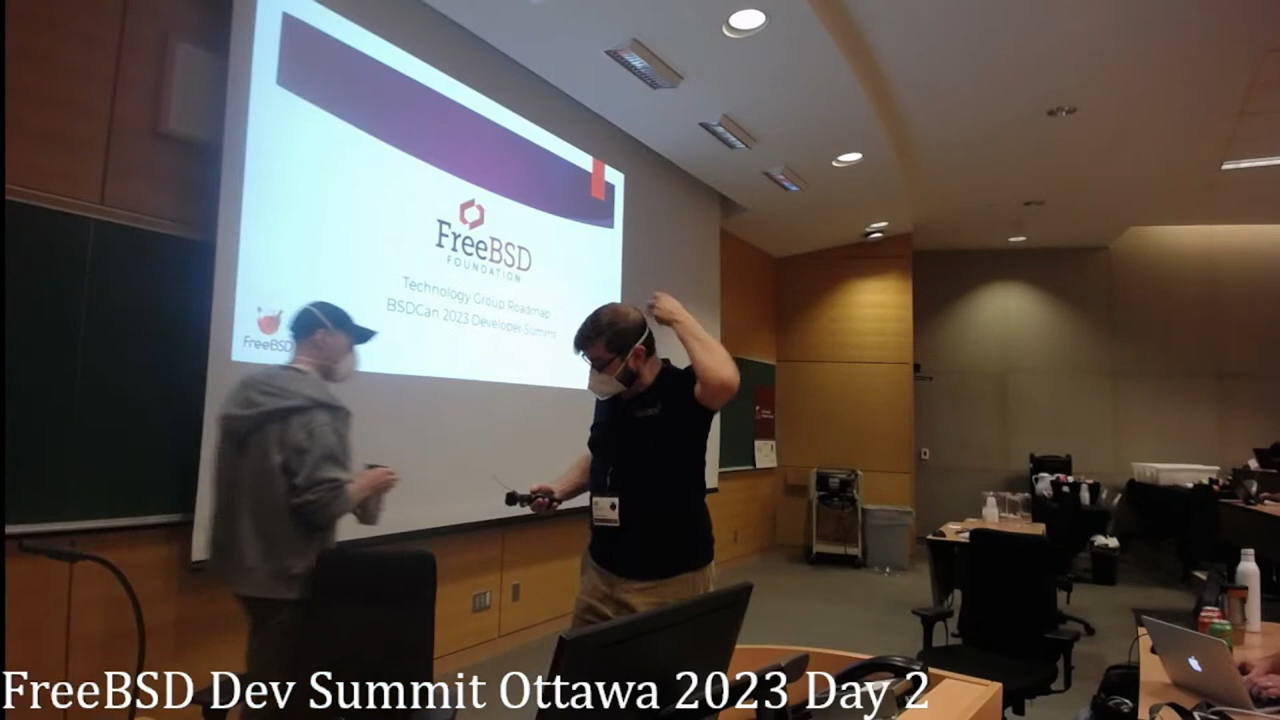 FreeBSD
FOUNDATION
Technology Group Roadmap
BSDCan 2023 Developer Summit
FreeBSD
FreeBSD Dev Summit Ottawa 2023 Day 2